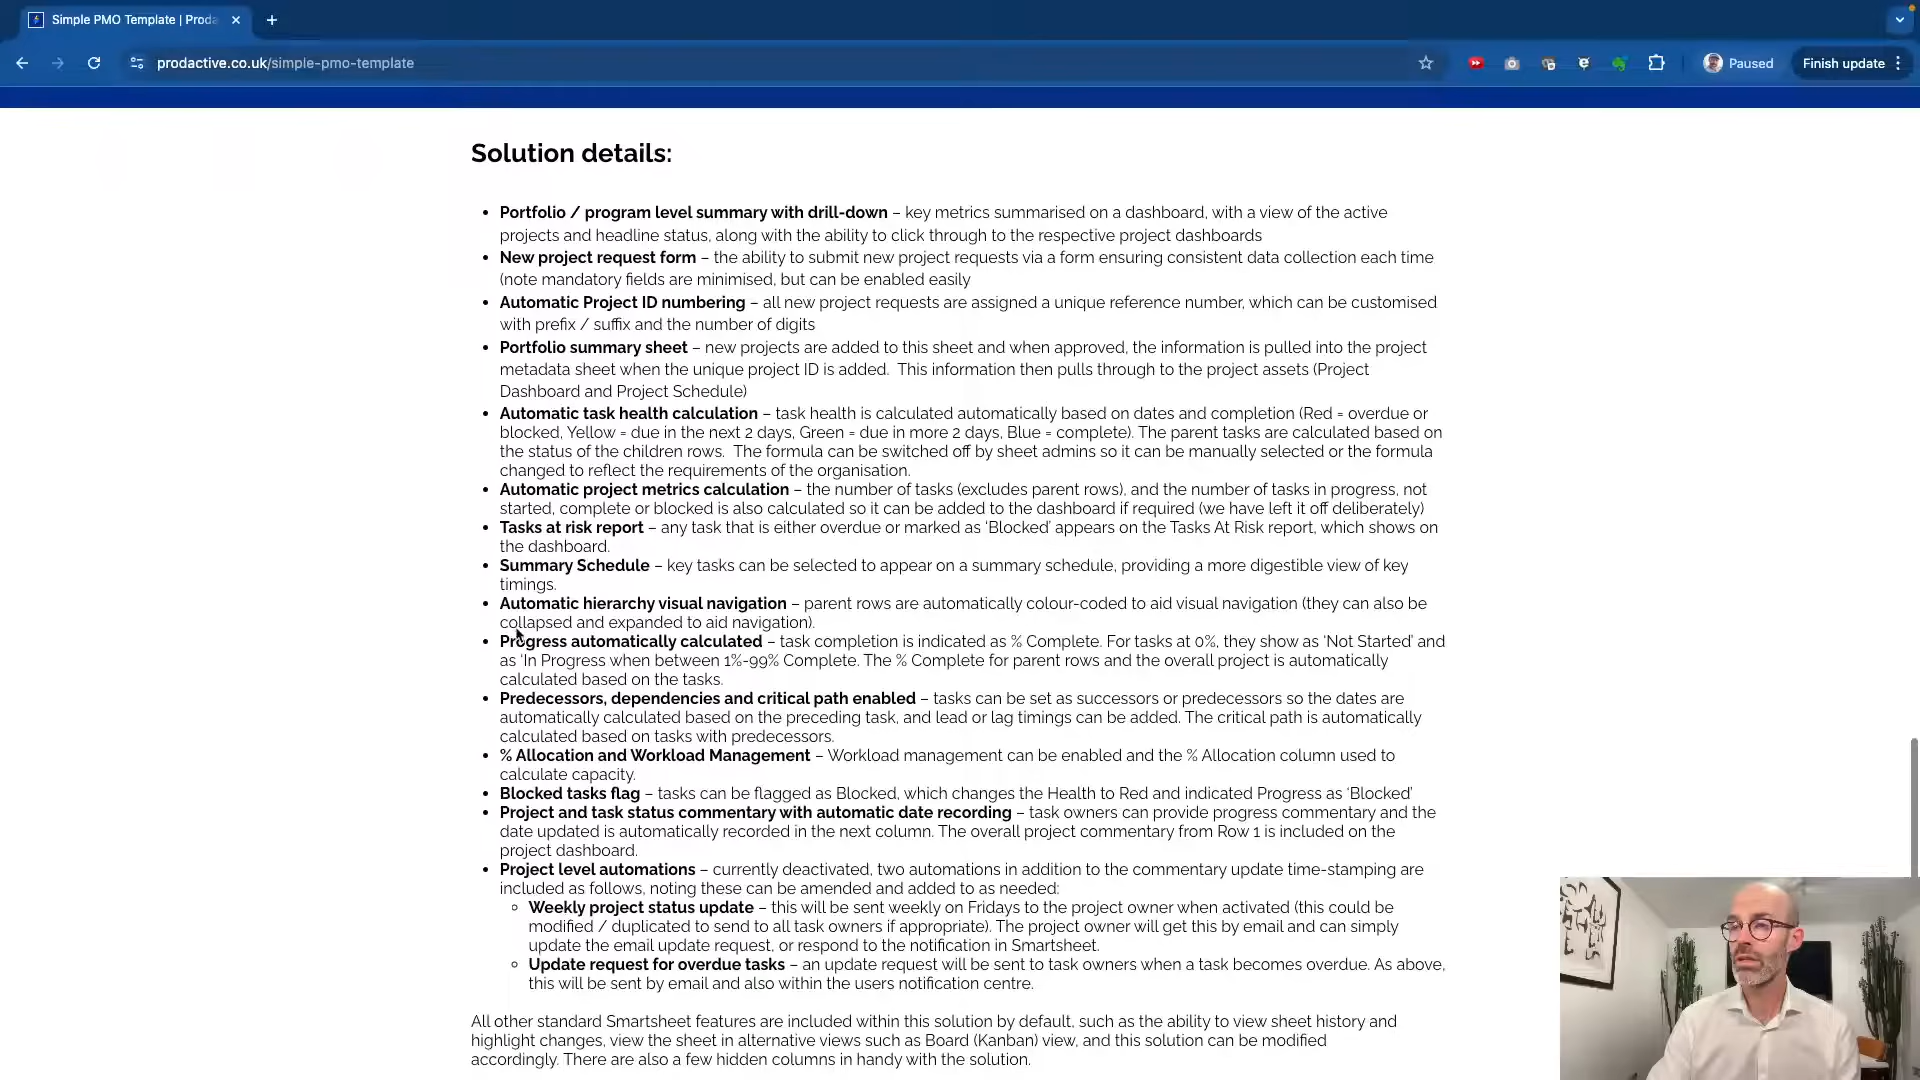 Simple PMO Template | Proda
prodactive.co.uk/simple-pmo-template
Paused
Finish update
Solution details:
• Portfolio / program level summary with drill-down – key metrics summarised on a dashboard, with a view of the active
projects and headline status, along with the ability to click through to the respective project dashboards
• New project request form – the ability to submit new project requests via a form ensuring consistent data collection each time
(note mandatory fields are minimised, but can be enabled easily
• Automatic Project ID numbering – all new project requests are assigned a unique reference number, which can be customised
with prefix / suffix and the number of digits
• Portfolio summary sheet – new projects are added to this sheet and when approved, the information is pulled into the project
metadata sheet when the unique project ID is added.  This information then pulls through to the project assets (Project
Dashboard and Project Schedule)
• Automatic task health calculation – task health is calculated automatically based on dates and completion (Red = overdue or
blocked, Yellow = due in the next 2 days, Green = due in more 2 days, Blue = complete). The parent tasks are calculated based on
the status of the children rows.  The formula can be switched off by sheet admins so it can be manually selected or the formula
changed to reflect the requirements of the organisation.
• Automatic project metrics calculation – the number of tasks (excludes parent rows), and the number of tasks in progress, not
started, complete or blocked is also calculated so it can be added to the dashboard if required (we have left it off deliberately)
• Tasks at risk report – any task that is either overdue or marked as ‘Blocked’ appears on the Tasks At Risk report, which shows on
the dashboard.
• Summary Schedule – key tasks can be selected to appear on a summary schedule, providing a more digestible view of key
timings.
• Automatic hierarchy visual navigation – parent rows are automatically colour-coded to aid visual navigation (they can also be
collapsed and expanded to aid navigation).
• Progress automatically calculated – task completion is indicated as % Complete. For tasks at 0%, they show as ‘Not Started’ and
as ‘In Progress when between 1%-99% Complete. The % Complete for parent rows and the overall project is automatically
calculated based on the tasks.
• Predecessors, dependencies and critical path enabled – tasks can be set as successors or predecessors so the dates are
automatically calculated based on the preceding task, and lead or lag timings can be added. The critical path is automatically
calculated based on tasks with predecessors.
• % Allocation and Workload Management – Workload management can be enabled and the % Allocation column used to
calculate capacity.
• Blocked tasks flag – tasks can be flagged as Blocked, which changes the Health to Red and indicated Progress as ‘Blocked’
• Project and task status commentary with automatic date recording – task owners can provide progress commentary and the
date updated is automatically recorded in the next column. The overall project commentary from Row 1 is included on the
project dashboard.
• Project level automations – currently deactivated, two automations in addition to the commentary update time-stamping are
included as follows, noting these can be amended and added to as needed:
◦ Weekly project status update – this will be sent weekly on Fridays to the project owner when activated (this could be
modified / duplicated to send to all task owners if appropriate). The project owner will get this by email and can simply
update the email update request, or respond to the notification in Smartsheet.
◦ Update request for overdue tasks – an update request will be sent to task owners when a task becomes overdue. As above,
this will be sent by email and also within the users notification centre.
All other standard Smartsheet features are included within this solution by default, such as the ability to view sheet history and
highlight changes, view the sheet in alternative views such as Board (Kanban) view, and this solution can be modified
accordingly. There are also a few hidden columns in handy with the solution.